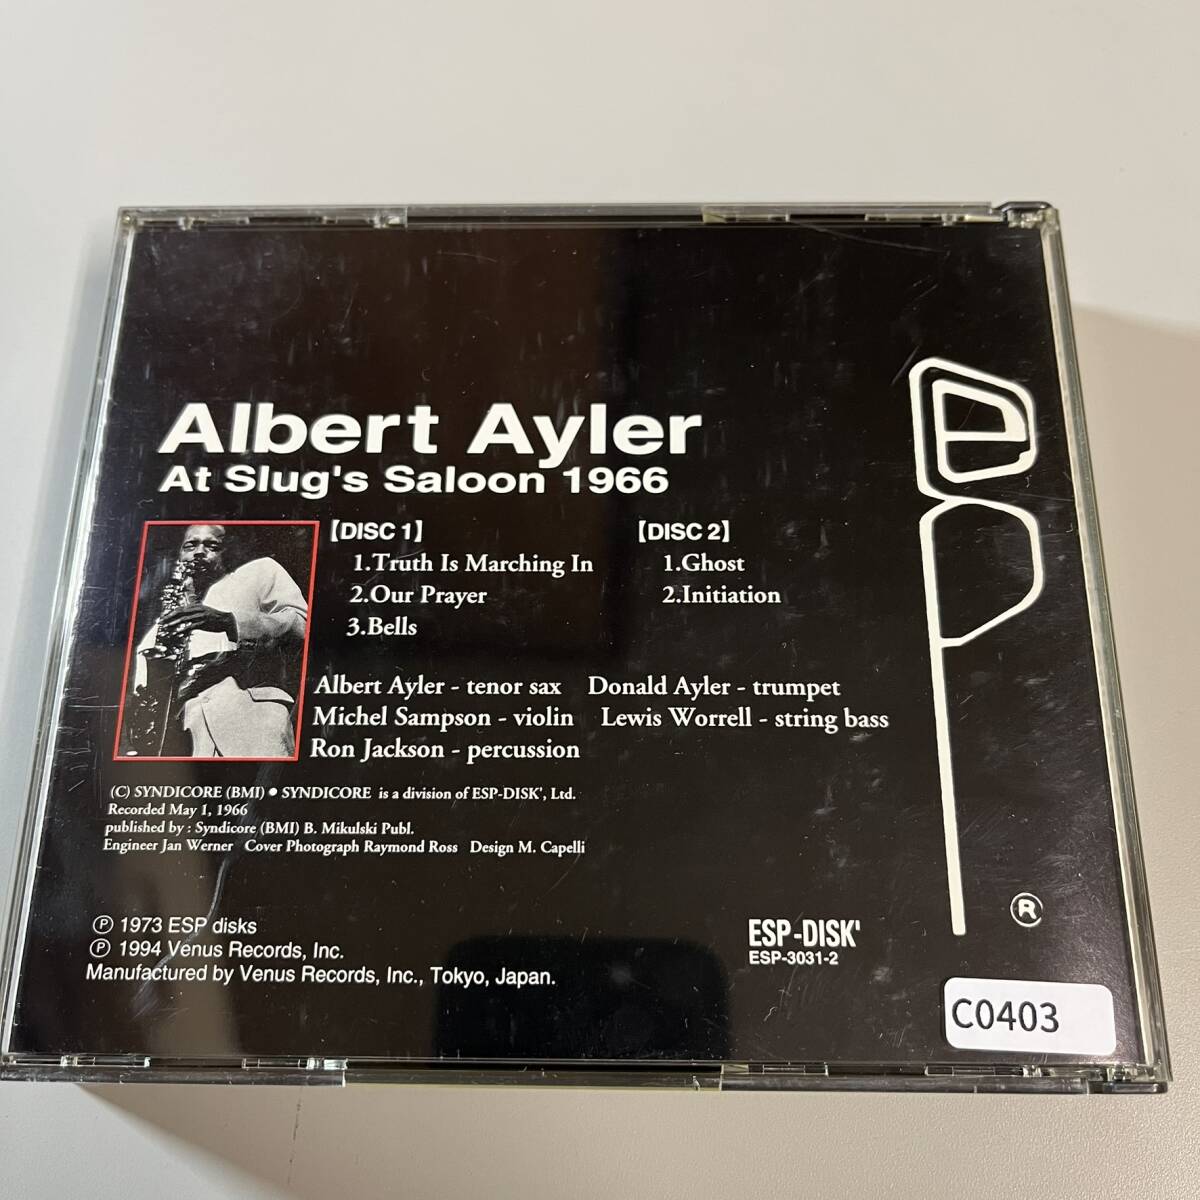 Albert Ayler
At Slug's Saloon 1966
【DISC 1】
1.Truth Is Marching In
2.Our Prayer
3.Bells
【DISC 2】
1.Ghost
2.Initiation
Albert Ayler - tenor sax Donald Ayler - trumpet
Michel Sampson - violin Lewis Worrell - string bass
Ron Jackson - percussion
(C) SYNDICORE (BMI) ● SYNDICORE is a division of ESP-DISK', Ltd.
Recorded May 1, 1966
published by : Syndicore (BMI) B. Mikulski Publ.
Engineer Jan Werner Cover Photograph Raymond Ross Design M. Capelli
℗ 1973 ESP disks
℗ 1994 Venus Records, Inc.
Manufactured by Venus Records, Inc., Tokyo, Japan.
esp
®
ESP-DISK'
ESP-3031-2
C0403